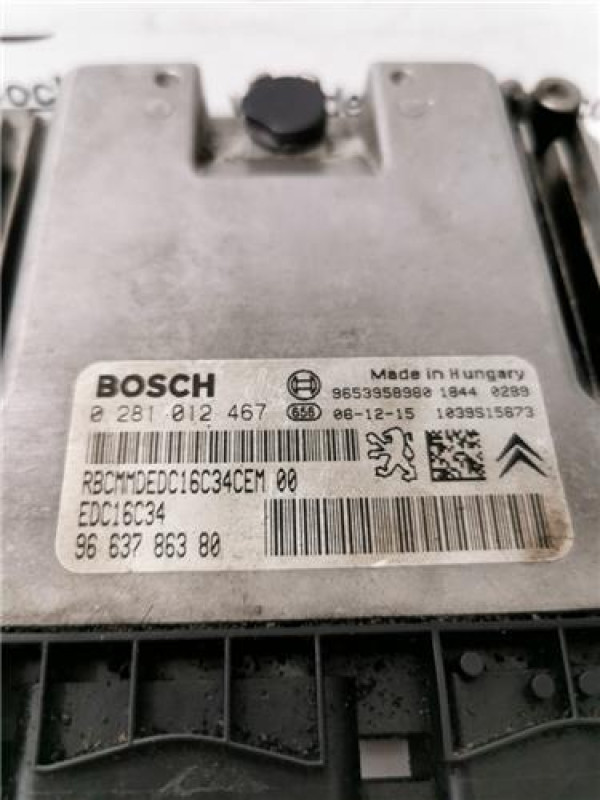 BOSCH
Made in Hungary
9653958980 1844 0289
0 281 012 467 656 06-12-15 1039S15673
RBCMMDEDC16C34CEM 00
EDC16C34
96 637 863 80